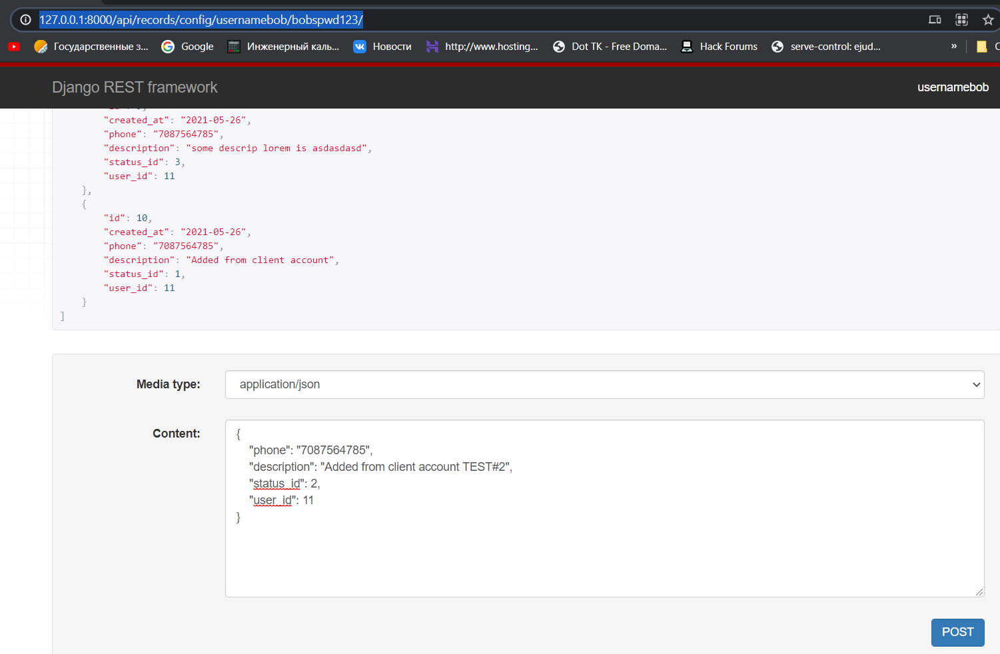 127.0.0.1:8000/api/records/config/usernamebob/bobspwd123/
Государственные з... Google Инженерный каль... Новости http://www.hosting... Dot TK - Free Doma... Hack Forums serve-control: ejud... »
Django REST framework usernamebob
"created_at": "2021-05-26",
"phone": "7087564785",
"description": "some descrip lorem is asdasdasd",
"status_id": 3,
"user_id": 11
},
{
"id": 10,
"created_at": "2021-05-26",
"phone": "7087564785",
"description": "Added from client account",
"status_id": 1,
"user_id": 11
}
]
Media type: application/json
Content:
{
"phone": "7087564785",
"description": "Added from client account TEST#2",
"status_id": 2,
"user_id": 11
}
POST